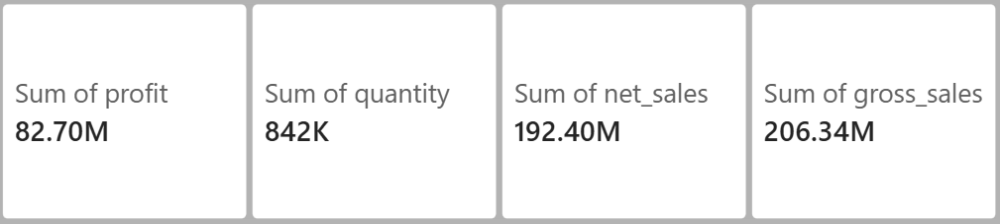 Sum of profit
82.70M
Sum of quantity
842K
Sum of net_sales
192.40M
Sum of gross_sales
206.34M